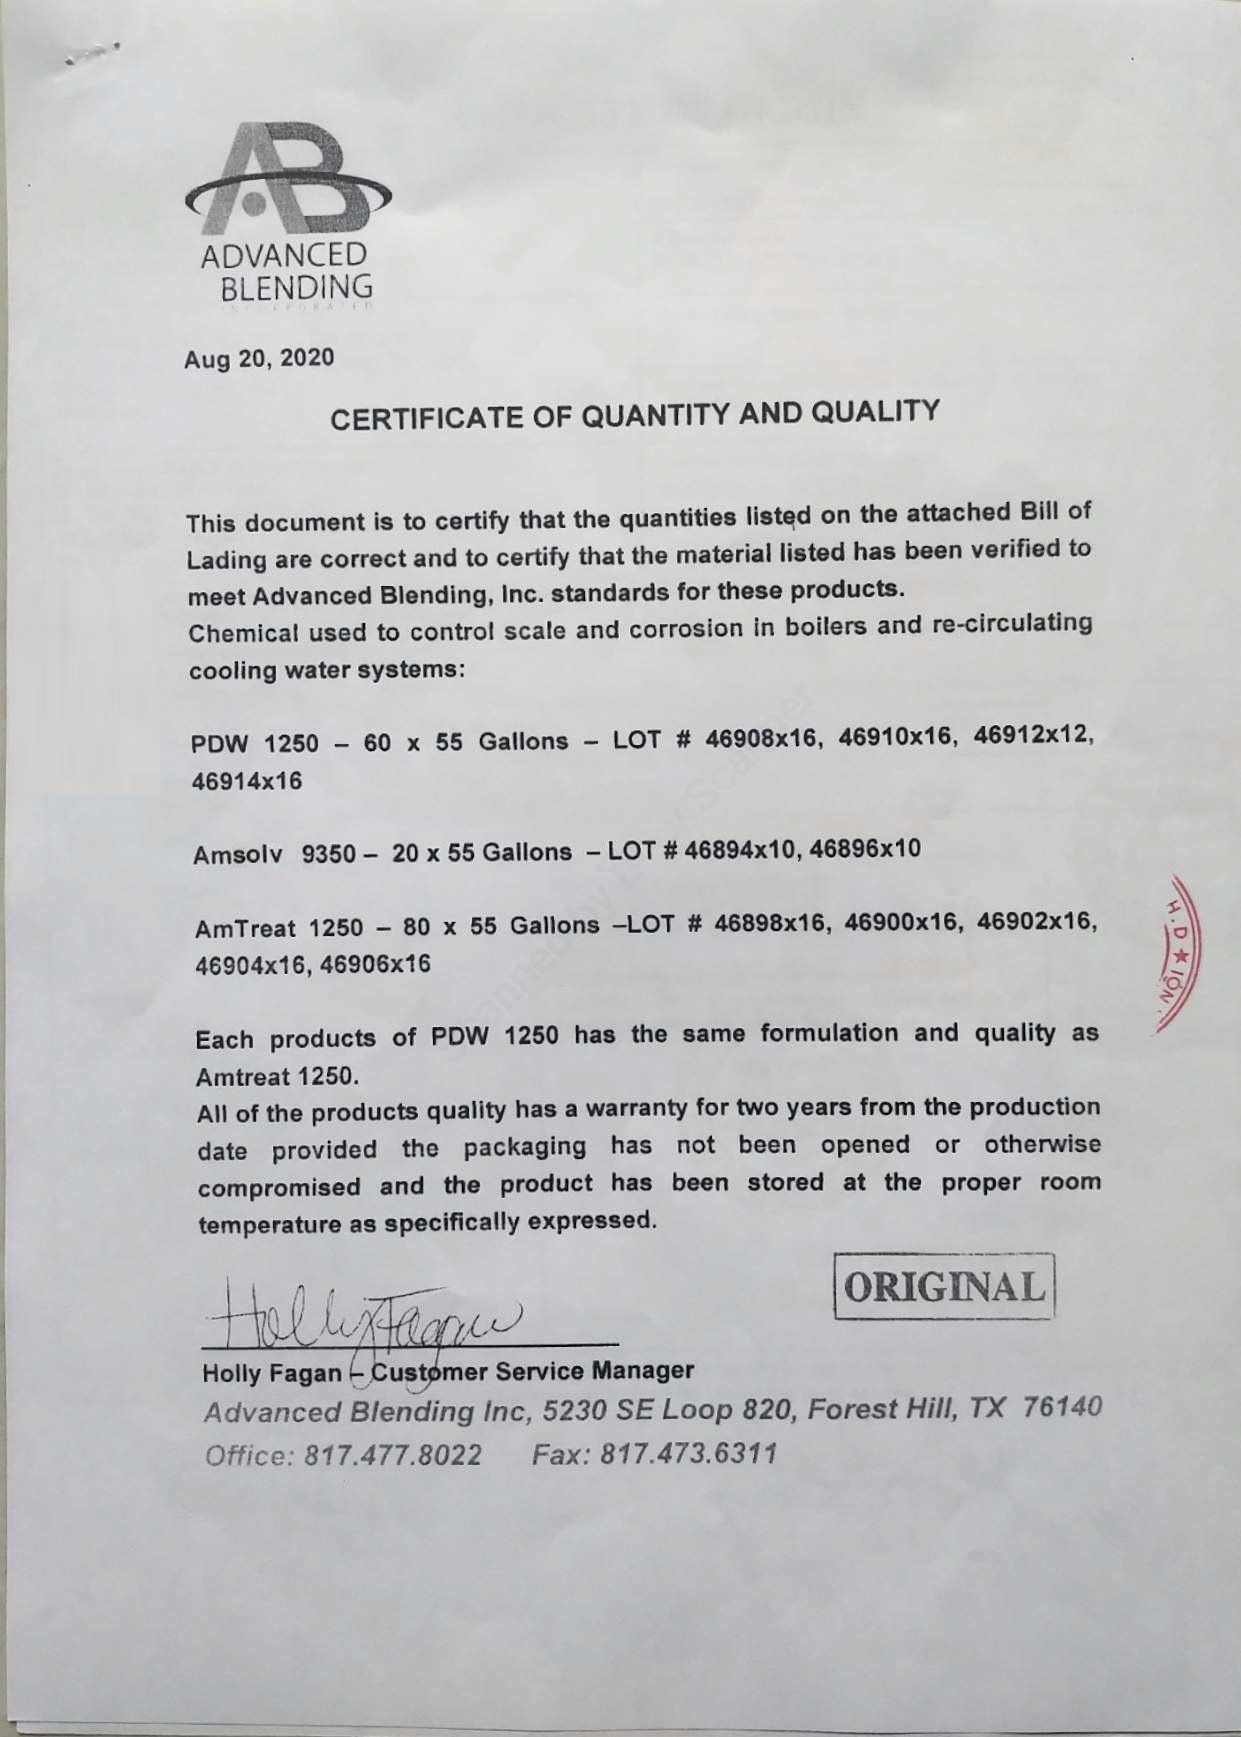 AB
ADVANCED
BLENDING
INCORPORATED
Aug 20, 2020
CERTIFICATE OF QUANTITY AND QUALITY
This document is to certify that the quantities listed on the attached Bill of
Lading are correct and to certify that the material listed has been verified to
meet Advanced Blending, Inc. standards for these products.
Chemical used to control scale and corrosion in boilers and re-circulating
cooling water systems:
PDW 1250 – 60 x 55 Gallons – LOT # 46908x16, 46910x16, 46912x12,
46914x16
Amsolv 9350 – 20 x 55 Gallons – LOT # 46894x10, 46896x10
AmTreat 1250 – 80 x 55 Gallons –LOT # 46898x16, 46900x16, 46902x16,
46904x16, 46906x16
H.D ★ IỘN
Each products of PDW 1250 has the same formulation and quality as
Amtreat 1250.
All of the products quality has a warranty for two years from the production
date provided the packaging has not been opened or otherwise
compromised and the product has been stored at the proper room
temperature as specifically expressed.
ORIGINAL
Holly Fagan
Holly Fagan – Customer Service Manager
Advanced Blending Inc, 5230 SE Loop 820, Forest Hill, TX 76140
Office: 817.477.8022 Fax: 817.473.6311